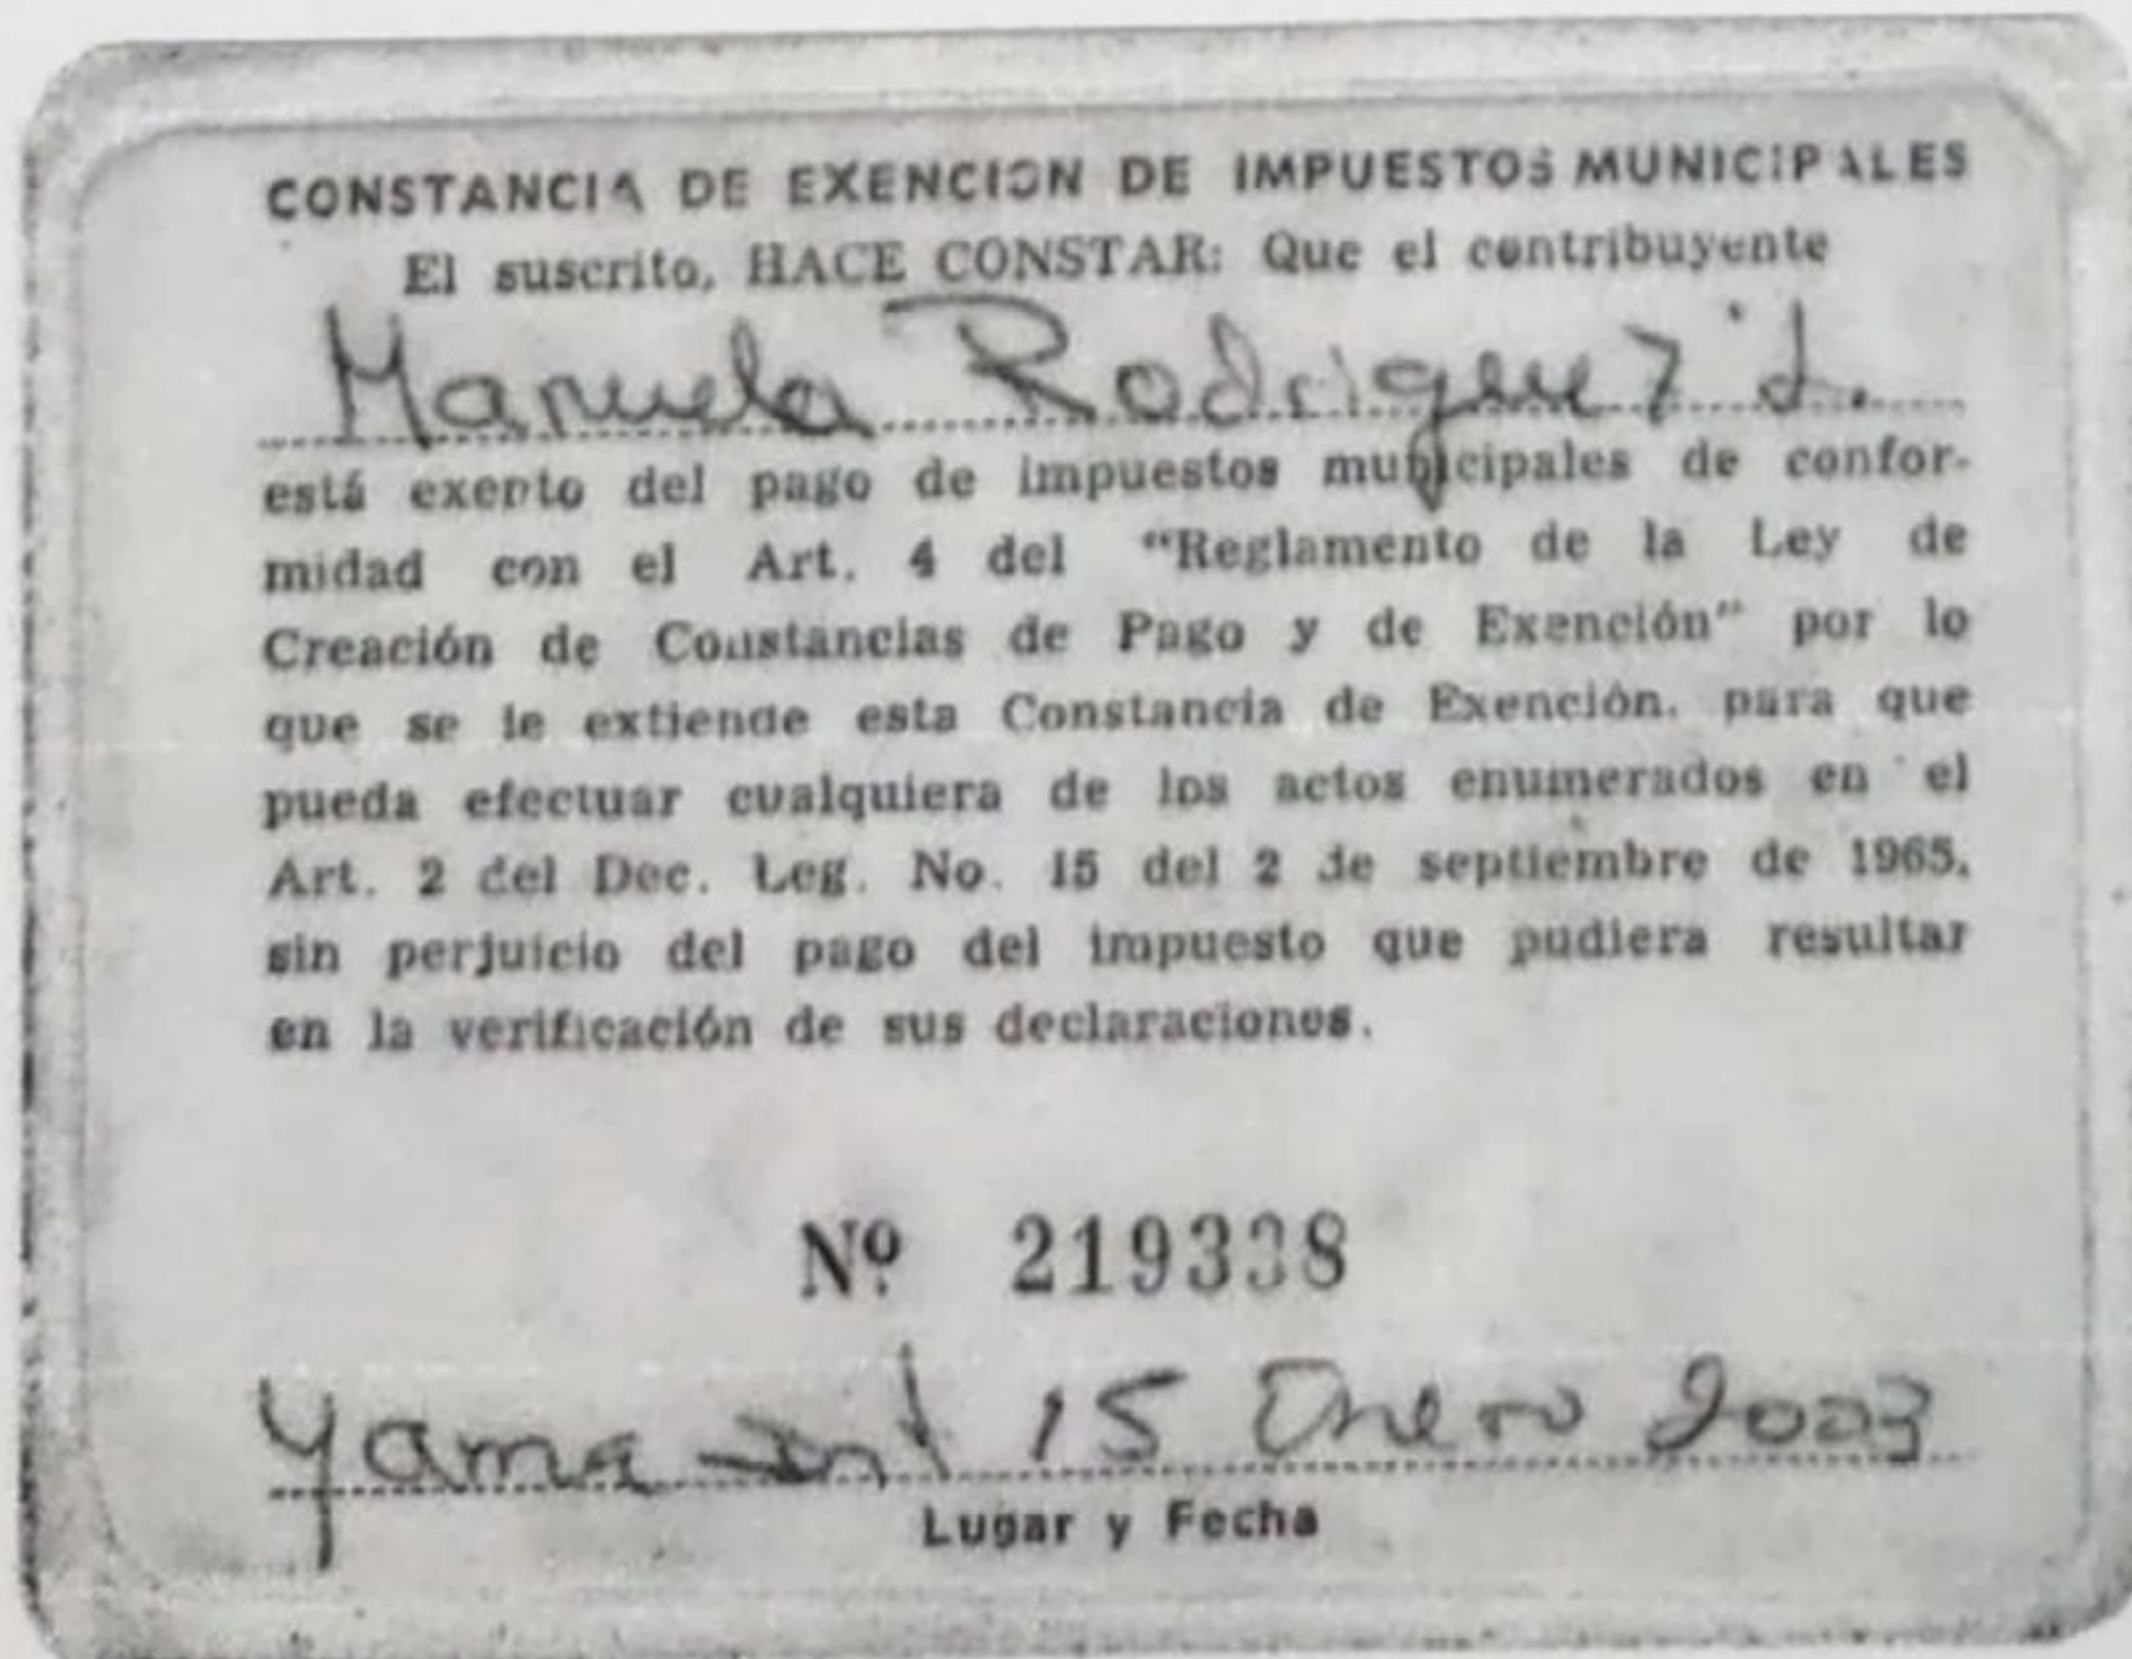 CONSTANCIA DE EXENCION DE IMPUESTOS MUNICIPALES
El suscrito, HACE CONSTAR: Que el contribuyente
Manuela Rodriguez
está exento del pago de impuestos municipales de confor-
midad con el Art. 4 del "Reglamento de la Ley de
Creación de Constancias de Pago y de Exención" por lo
que se le extiende esta Constancia de Exención, para que
pueda efectuar cualquiera de los actos enumerados en el
Art. 2 del Dec. Leg. No. 15 del 2 de septiembre de 1965,
sin perjuicio del pago del impuesto que pudiera resultar
en la verificación de sus declaraciones.
Nº 219338
15 Enero 2003
Lugar y Fecha